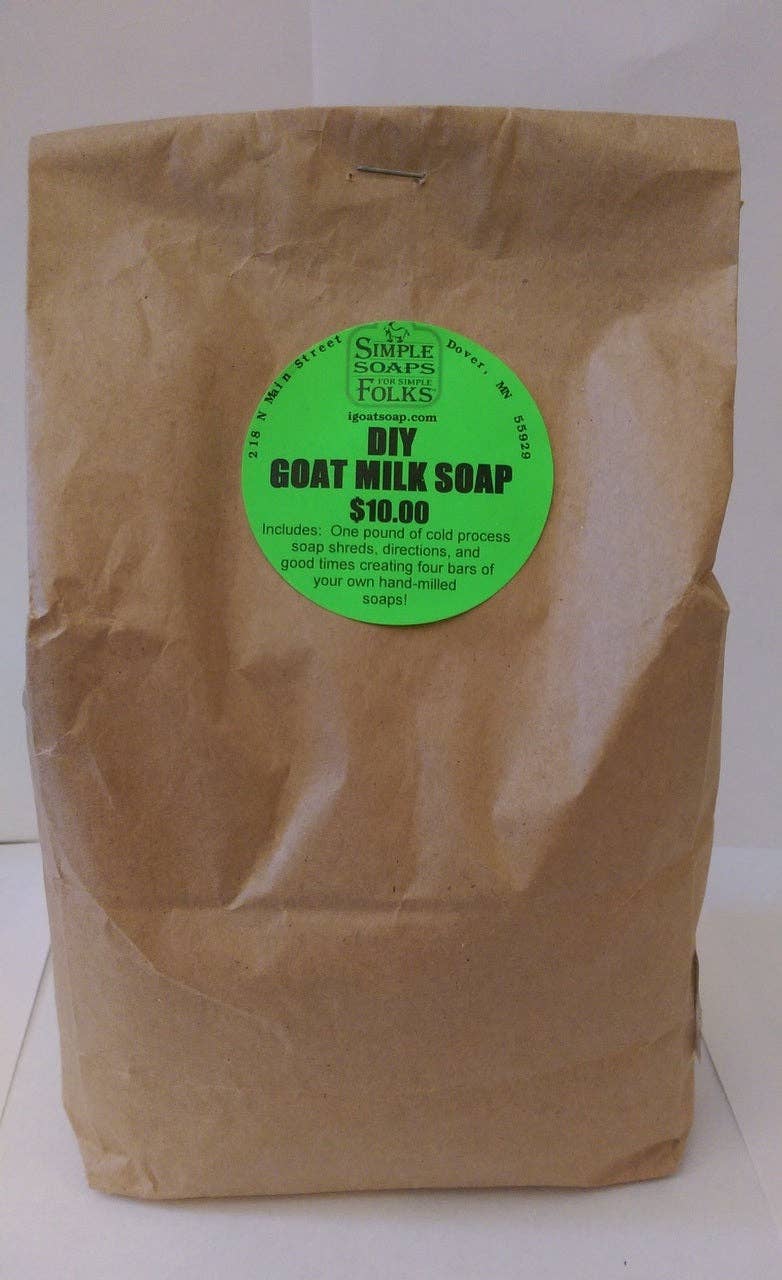 218 N Main Street Dover, MN 55929
SIMPLE
SOAPS
FOR SIMPLE
FOLKS
igoatsoap.com
DIY
GOAT MILK SOAP
$10.00
Includes: One pound of cold process
soap shreds, directions, and
good times creating four bars of
your own hand-milled
soaps!